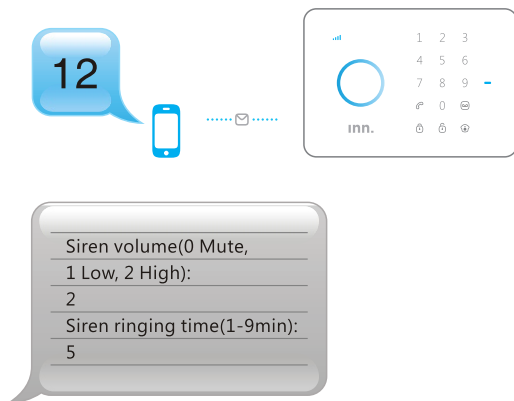 12
1 2 3
4 5 6
7 8 9
0
ınn.
Siren volume(0 Mute,
1 Low, 2 High):
2
Siren ringing time(1-9min):
5